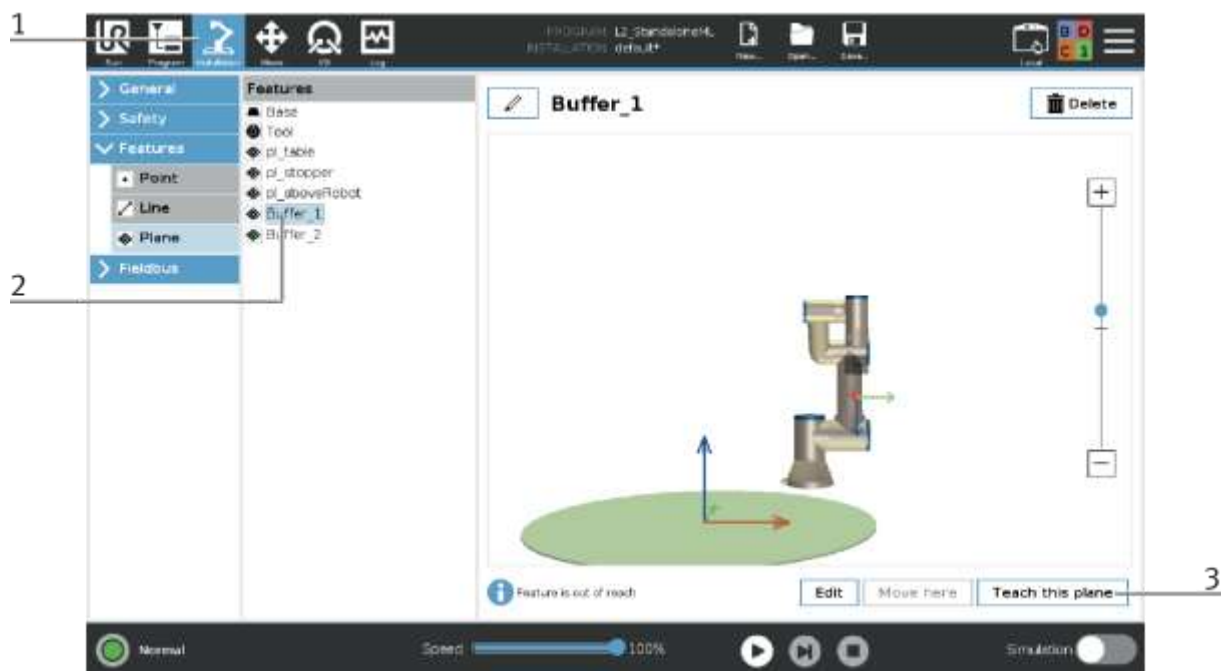 1
2
3
Run
Program
Installation
Move
I/O
Log
PROGRAM L2_StandaloneML
INSTALLATION default*
New...
Open...
Save...
Local
B D
C 1
General
Safety
Features
Point
Line
Plane
Fieldbus
Features
Base
Tool
pl_table
pl_stopper
pl_aboveRobot
Buffer_1
Buffer_2
Buffer_1
Delete
Feature is out of reach
Edit
Move here
Teach this plane
Normal
Speed
100%
Simulation